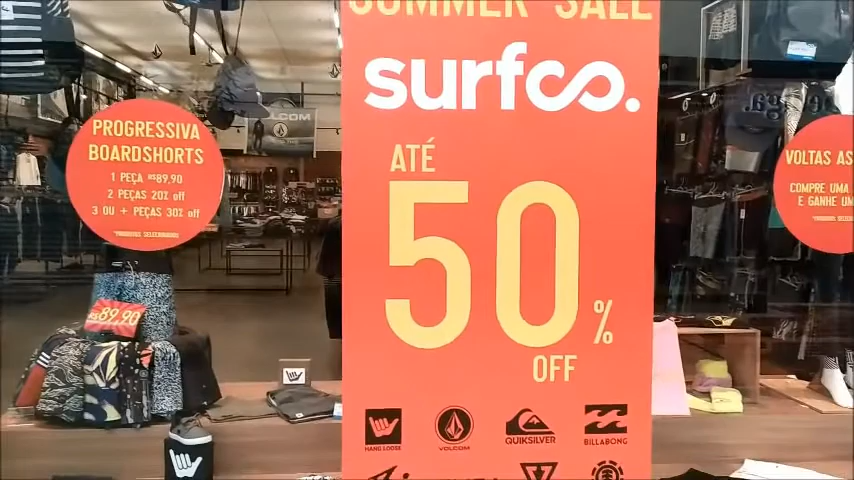 SUMMER SALE
surfco.
ATÉ
50%
OFF
HANG LOOSE
VOLCOM
QUIKSILVER
BILLABONG
PROGRESSIVA
BOARDSHORTS
1 PEÇA R$89,90
2 PEÇAS 20% off
3 OU + PEÇAS 30% off
R$89,90
VOLCOM
VOLTAS AS
COMPRE UMA
E GANHE UM